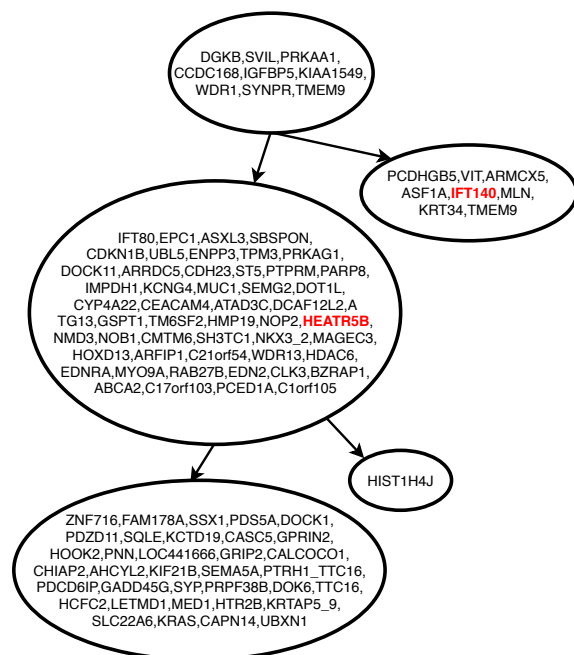 DGKB,SVIL,PRKAA1,
CCDC168,IGFBP5,KIAA1549,
WDR1,SYNPR,TMEM9
PCDHGB5,VIT,ARMCX5,
ASF1A,IFT140,MLN,
KRT34,TMEM9
IFT80,EPC1,ASXL3,SBSPON,
CDKN1B,UBL5,ENPP3,TPM3,PRKAG1,
DOCK11,ARRDC5,CDH23,ST5,PTPRM,PARP8,
IMPDH1,KCNG4,MUC1,SEMG2,DOT1L,
CYP4A22,CEACAM4,ATAD3C,DCAF12L2,A
TG13,GSPT1,TM6SF2,HMP19,NOP2,HEATR5B,
NMD3,NOB1,CMTM6,SH3TC1,NKX3_2,MAGEC3,
HOXD13,ARFIP1,C21orf54,WDR13,HDAC6,
EDNRA,MYO9A,RAB27B,EDN2,CLK3,BZRAP1,
ABCA2,C17orf103,PCED1A,C1orf105
HIST1H4J
ZNF716,FAM178A,SSX1,PDS5A,DOCK1,
PDZD11,SQLE,KCTD19,CASC5,GPRIN2,
HOOK2,PNN,LOC441666,GRIP2,CALCOCO1,
CHIAP2,AHCYL2,KIF21B,SEMA5A,PTRH1_TTC16,
PDCD6IP,GADD45G,SYP,PRPF38B,DOK6,TTC16,
HCFC2,LETMD1,MED1,HTR2B,KRTAP5_9,
SLC22A6,KRAS,CAPN14,UBXN1